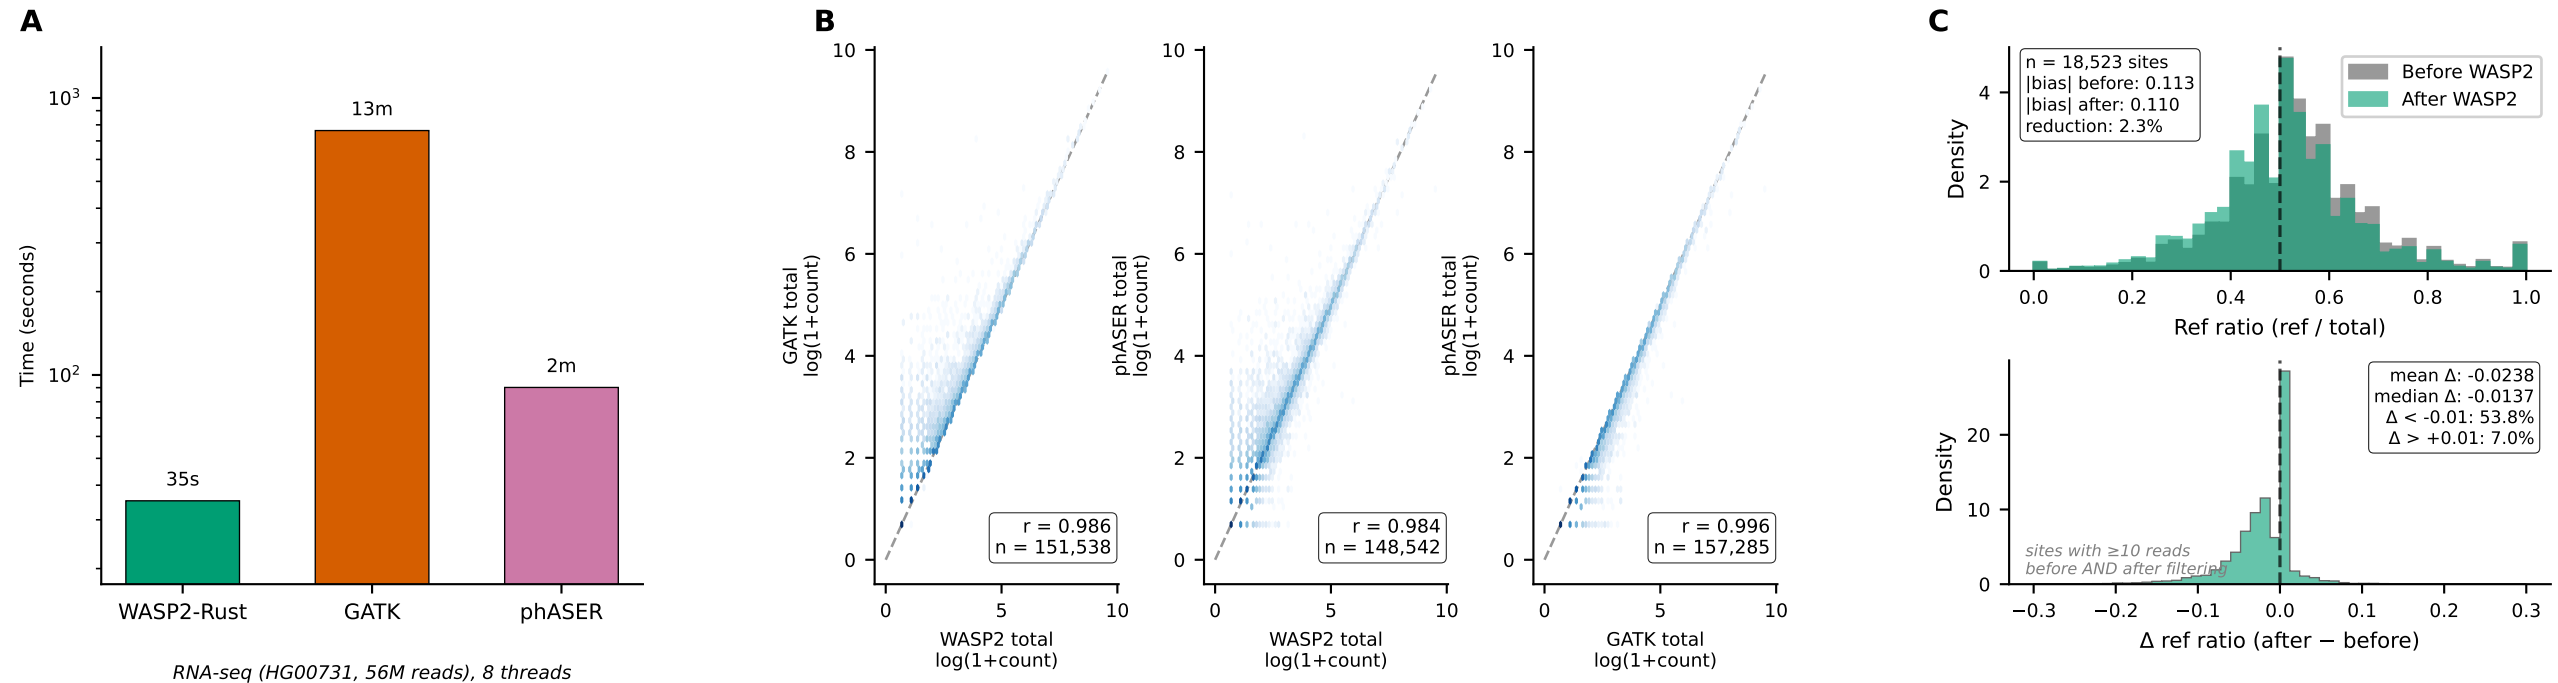 A
Time (seconds)
10³
10²
35s
13m
2m
WASP2-Rust
GATK
phASER
RNA-seq (HG00731, 56M reads), 8 threads
B
GATK total
log(1+count)
10
8
6
4
2
0
r = 0.986
n = 151,538
0
5
10
WASP2 total
log(1+count)
phASER total
log(1+count)
10
8
6
4
2
0
r = 0.984
n = 148,542
0
5
10
WASP2 total
log(1+count)
phASER total
log(1+count)
10
8
6
4
2
0
r = 0.996
n = 157,285
0
5
10
GATK total
log(1+count)
C
Density
4
2
0
n = 18,523 sites
|bias| before: 0.113
|bias| after: 0.110
reduction: 2.3%
Before WASP2
After WASP2
0.0
0.2
0.4
0.6
0.8
1.0
Ref ratio (ref / total)
Density
20
10
0
mean Δ: -0.0238
median Δ: -0.0137
Δ < -0.01: 53.8%
Δ > +0.01: 7.0%
sites with ≥10 reads
before AND after filtering
−0.3
−0.2
−0.1
0.0
0.1
0.2
0.3
Δ ref ratio (after − before)